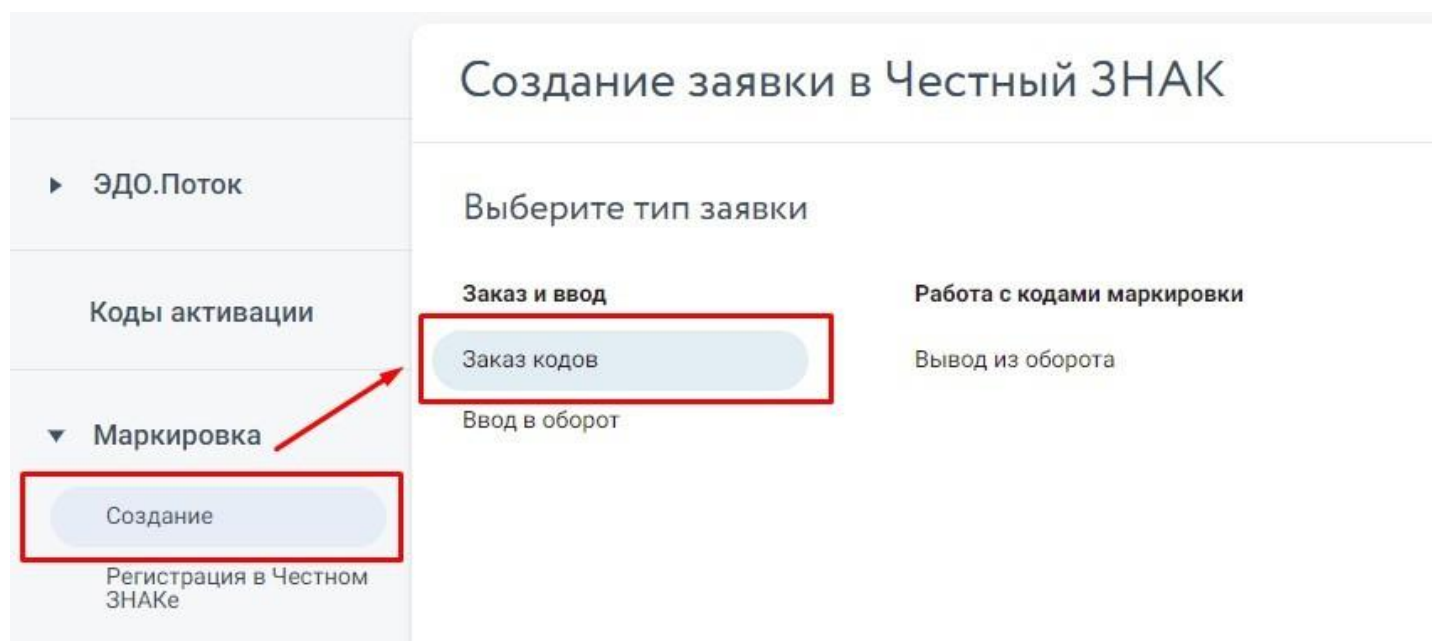 Создание заявки в Честный ЗНАК
ЭДО.Поток
Коды активации
Маркировка
Создание
Регистрация в Честном
ЗНАКе
Выберите тип заявки
Заказ и ввод
Заказ кодов
Ввод в оборот
Работа с кодами маркировки
Вывод из оборота